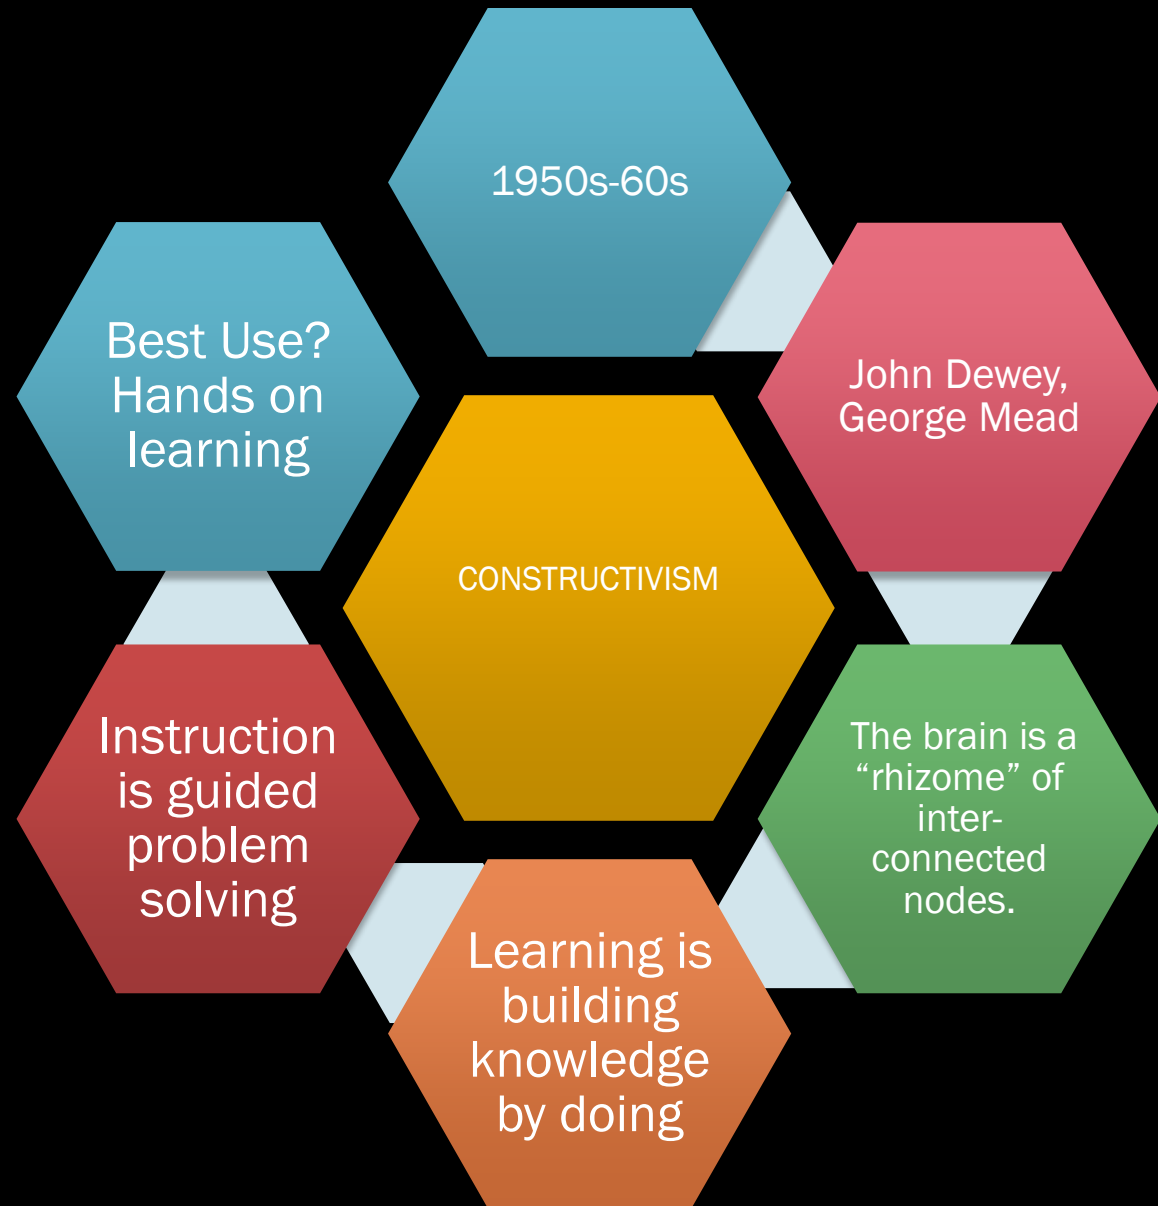 1950s-60s
John Dewey,
George Mead
The brain is a
“rhizome” of
inter-
connected
nodes.
Learning is
building
knowledge
by doing
Instruction
is guided
problem
solving
Best Use?
Hands on
learning
CONSTRUCTIVISM